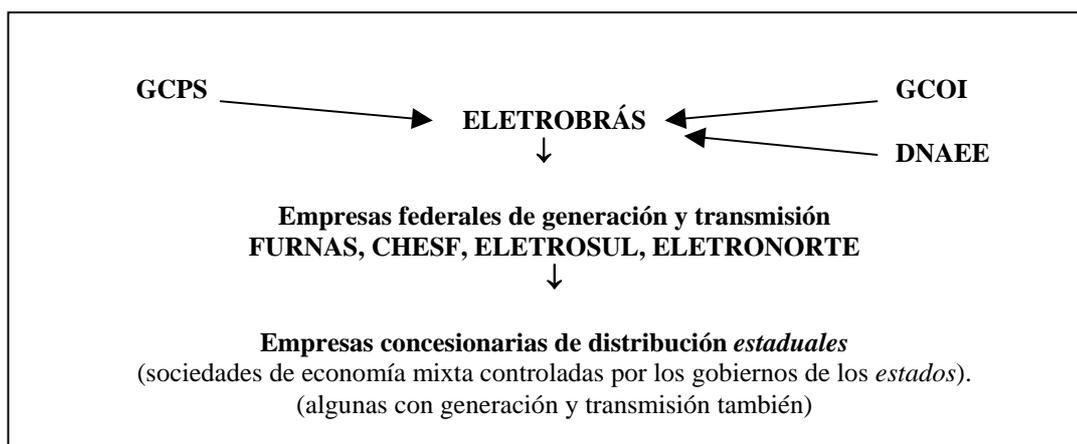 GCPS
GCOI
ELETROBRÁS
DNAEE
Empresas federales de generación y transmisión
FURNAS, CHESF, ELETROSUL, ELETRONORTE
Empresas concesionarias de distribución estaduales
(sociedades de economía mixta controladas por los gobiernos de los estados).
(algunas con generación y transmisión también)